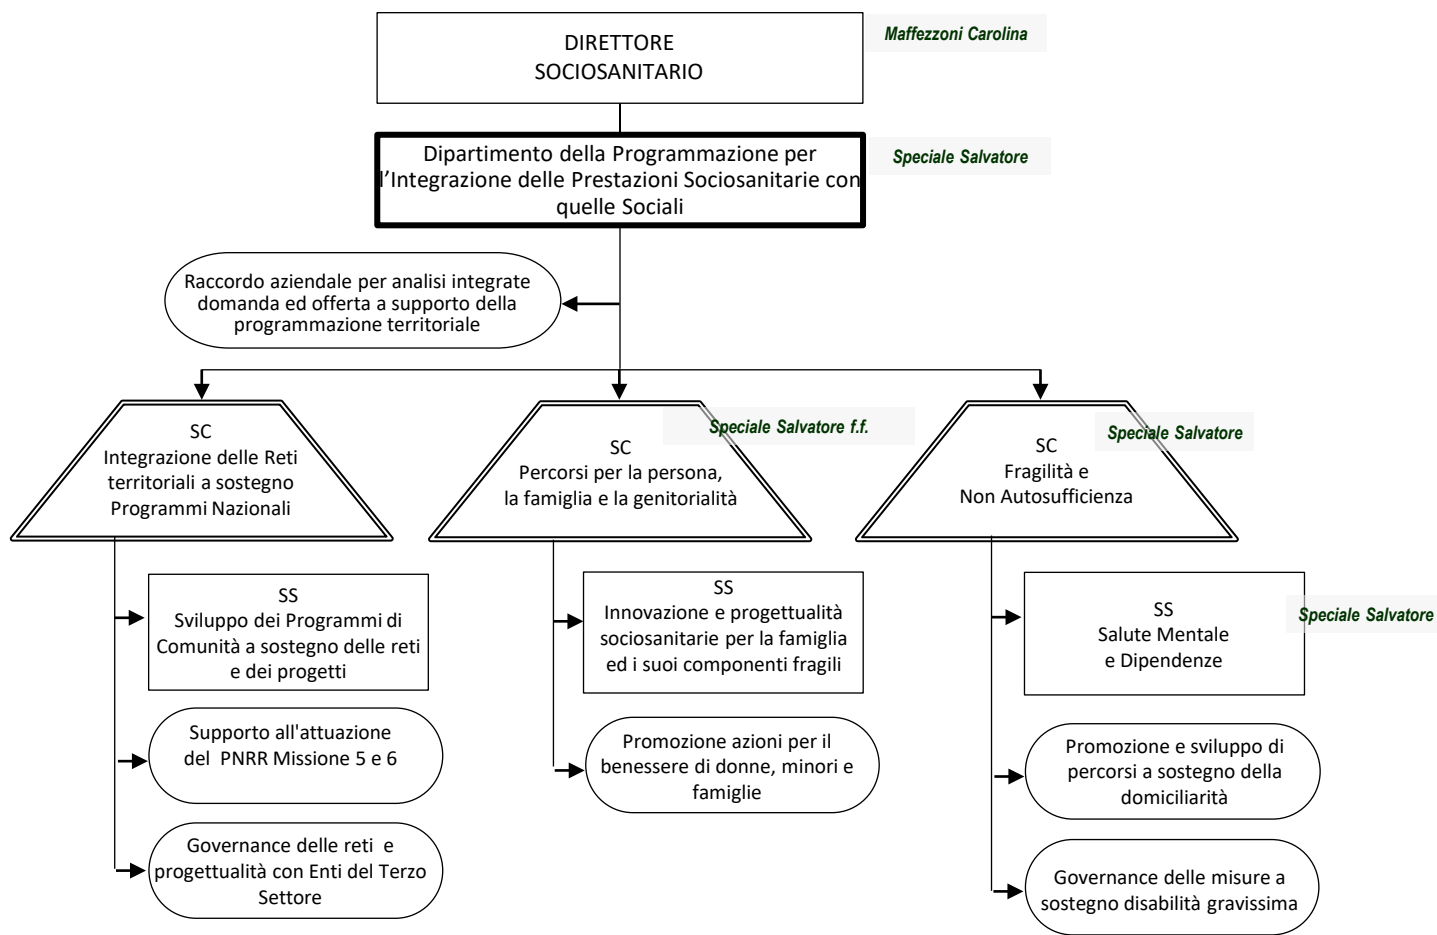 DIRETTORE
SOCIOSANITARIO
Maffezzoni Carolina
Dipartimento della Programmazione per
l'Integrazione delle Prestazioni Sociosanitarie con
quelle Sociali
Speciale Salvatore
Raccordo aziendale per analisi integrate
domanda ed offerta a supporto della
programmazione territoriale
SC
Integrazione delle Reti
territoriali a sostegno
Programmi Nazionali
Speciale Salvatore f.f.
SC
Percorsi per la persona,
la famiglia e la genitorialità
Speciale Salvatore
SC
Fragilità e
Non Autosufficienza
SS
Sviluppo dei Programmi di
Comunità a sostegno delle reti
e dei progetti
SS
Innovazione e progettualità
sociosanitarie per la famiglia
ed i suoi componenti fragili
SS
Salute Mentale
e Dipendenze
Speciale Salvatore
Supporto all'attuazione
del PNRR Missione 5 e 6
Promozione azioni per il
benessere di donne, minori e
famiglie
Promozione e sviluppo di
percorsi a sostegno della
domiciliarità
Governance delle reti e
progettualità con Enti del Terzo
Settore
Governance delle misure a
sostegno disabilità gravissima